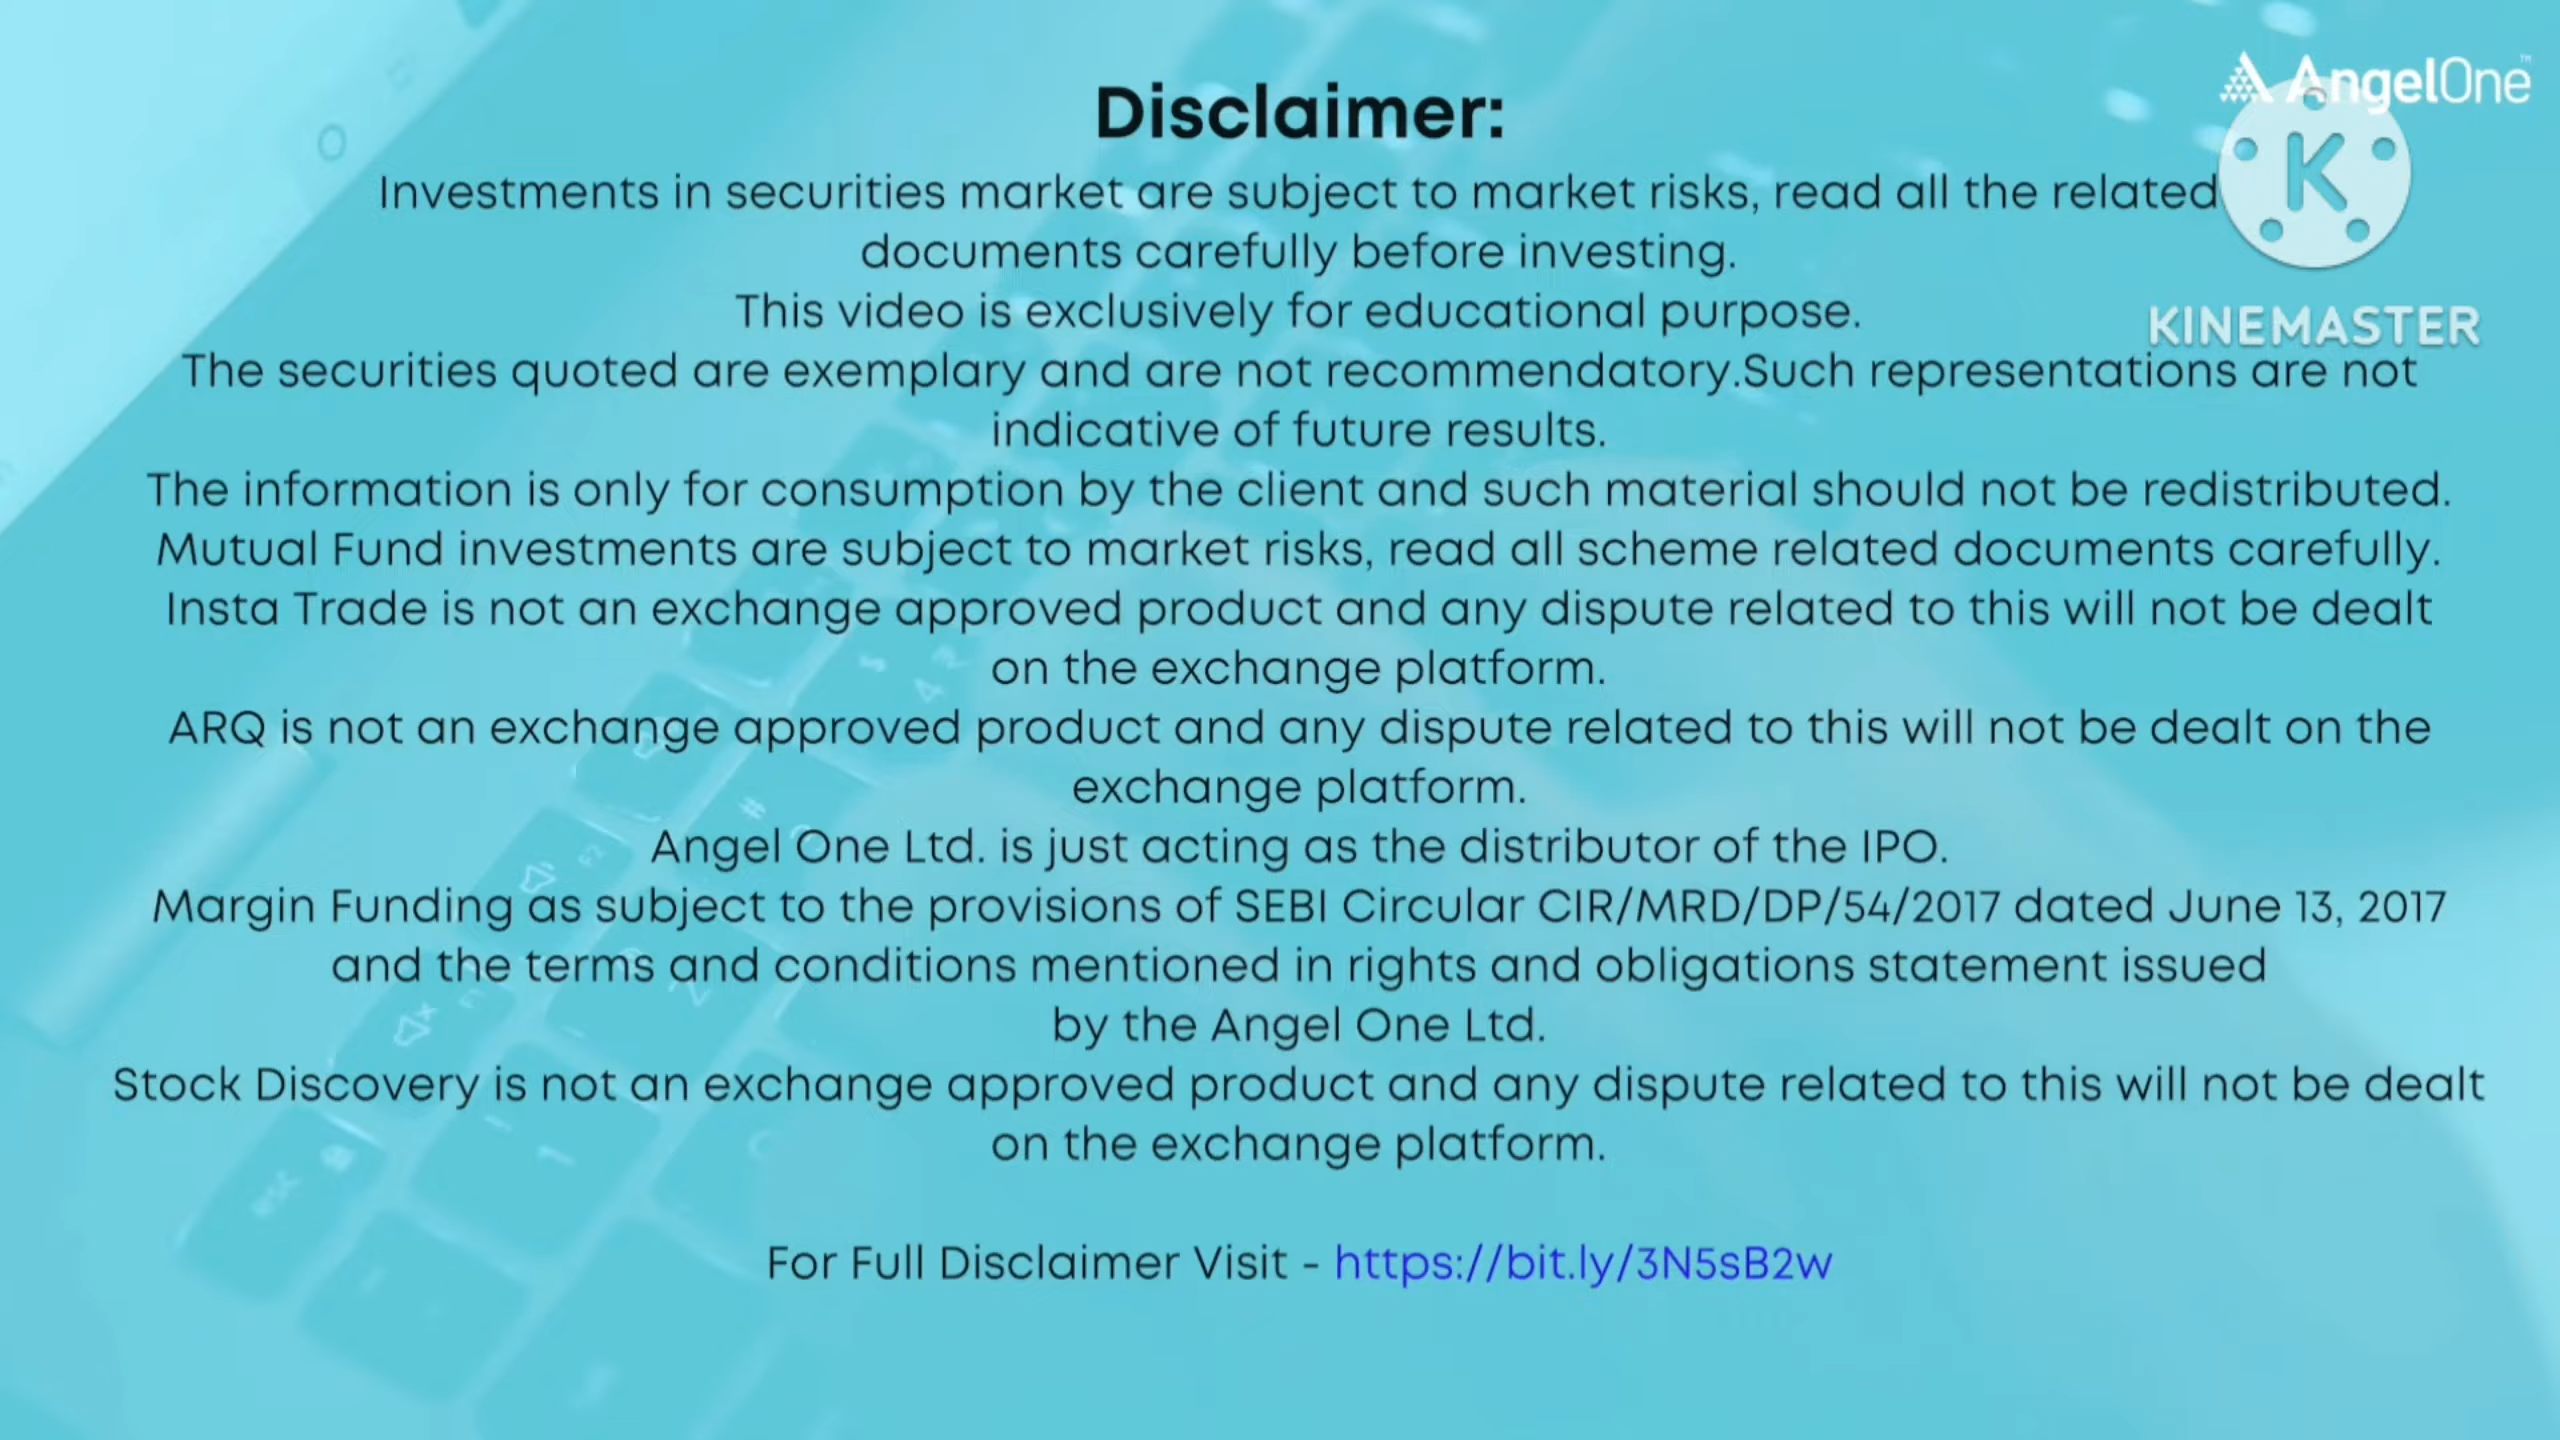 AngelOne™
Disclaimer:
K
KINEMASTER
Investments in securities market are subject to market risks, read all the related
documents carefully before investing.
This video is exclusively for educational purpose.
The securities quoted are exemplary and are not recommendatory.Such representations are not
indicative of future results.
The information is only for consumption by the client and such material should not be redistributed.
Mutual Fund investments are subject to market risks, read all scheme related documents carefully.
Insta Trade is not an exchange approved product and any dispute related to this will not be dealt
on the exchange platform.
ARQ is not an exchange approved product and any dispute related to this will not be dealt on the
exchange platform.
Angel One Ltd. is just acting as the distributor of the IPO.
Margin Funding as subject to the provisions of SEBI Circular CIR/MRD/DP/54/2017 dated June 13, 2017
and the terms and conditions mentioned in rights and obligations statement issued
by the Angel One Ltd.
Stock Discovery is not an exchange approved product and any dispute related to this will not be dealt
on the exchange platform.
For Full Disclaimer Visit - https://bit.ly/3N5sB2w